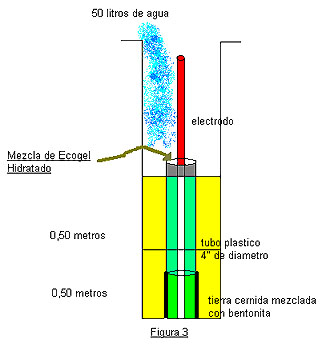 50 litros de agua
electrodo
Mezcla de Ecogel
Hidratado
0,50 metros
tubo plastico
4" de diametro
0,50 metros
tierra cernida mezclada
con bentonita
Figura 3